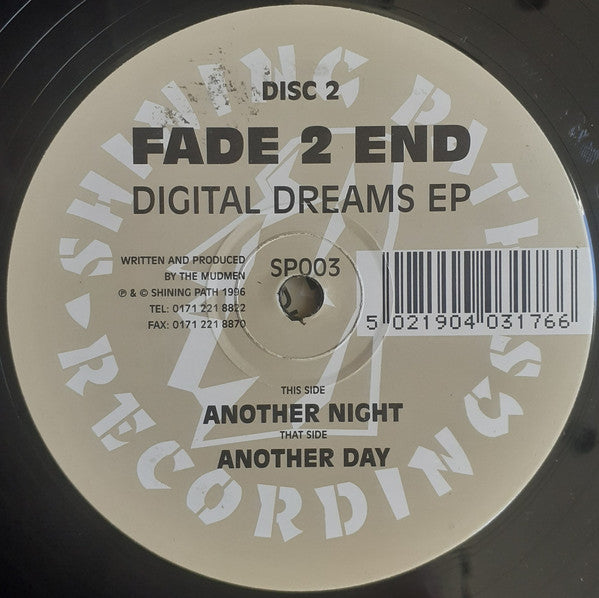 SHINING PATH
RECORDINGS
DISC 2
FADE 2 END
DIGITAL DREAMS EP
WRITTEN AND PRODUCED
BY THE MUDMEN
℗ & © SHINING PATH 1996
TEL: 0171 221 8822
FAX: 0171 221 8870
SP003
5 021904 031766
THIS SIDE
ANOTHER NIGHT
THAT SIDE
ANOTHER DAY